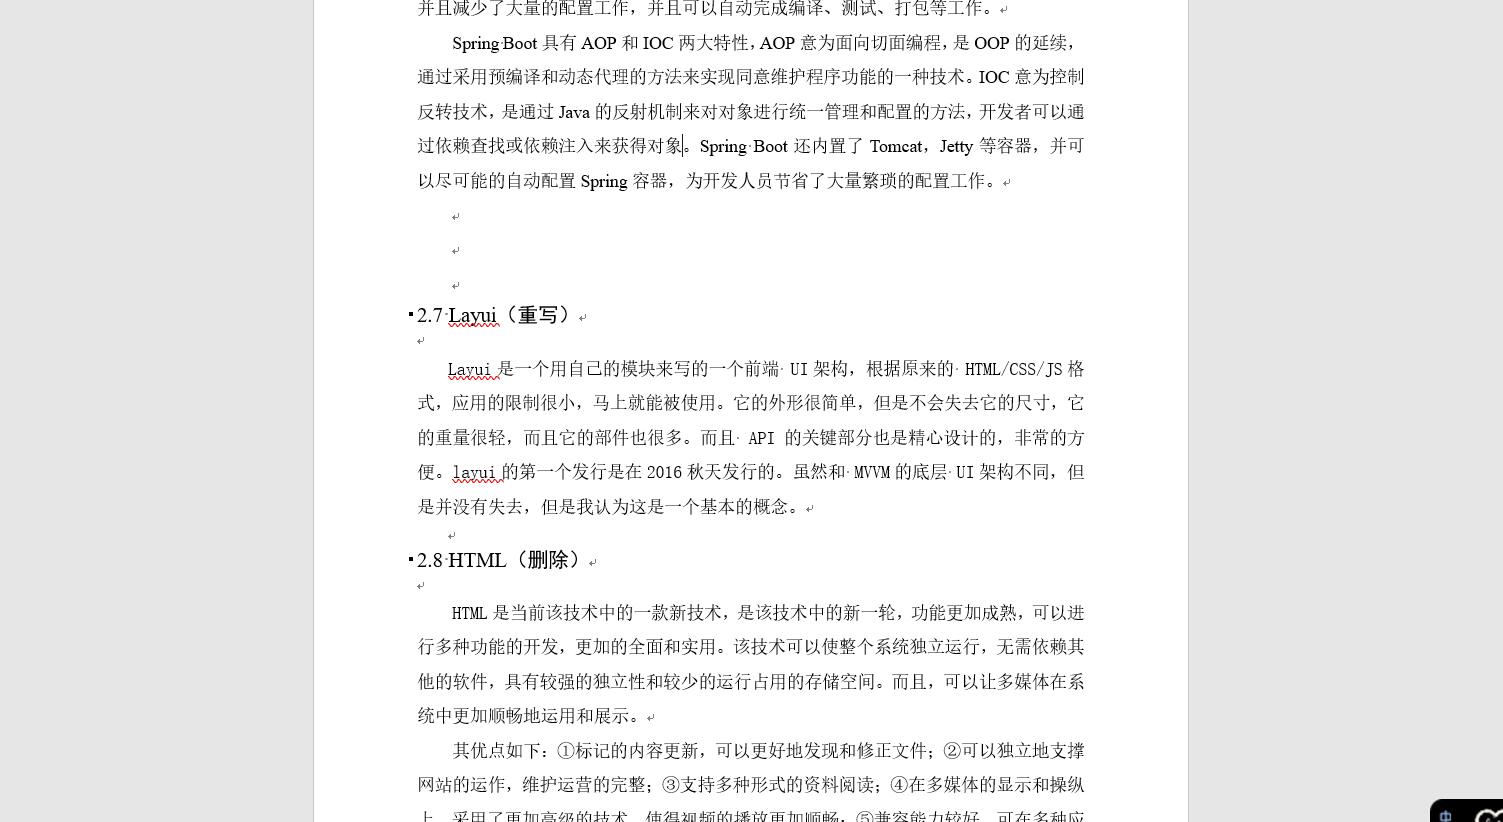 并且减少了大量的配置工作，并且可以自动完成编译、测试、打包等工作。
Spring Boot 具有 AOP 和 IOC 两大特性，AOP 意为面向切面编程，是 OOP 的延续，
通过采用预编译和动态代理的方法来实现同意维护程序功能的一种技术。IOC 意为控制
反转技术，是通过 Java 的反射机制来对对象进行统一管理和配置的方法，开发者可以通
过依赖查找或依赖注入来获得对象。Spring Boot 还内置了 Tomcat，Jetty 等容器，并可
以尽可能的自动配置 Spring 容器，为开发人员节省了大量繁琐的配置工作。
2.7 Layui（重写）
Layui 是一个用自己的模块来写的一个前端 UI 架构，根据原来的 HTML/CSS/JS 格
式，应用的限制很小，马上就能被使用。它的外形很简单，但是不会失去它的尺寸，它
的重量很轻，而且它的部件也很多。而且 API 的关键部分也是精心设计的，非常的方
便。layui 的第一个发行是在 2016 秋天发行的。虽然和 MVVM 的底层 UI 架构不同，但
是并没有失去，但是我认为这是一个基本的概念。
2.8 HTML（删除）
HTML 是当前该技术中的一款新技术，是该技术中的新一轮，功能更加成熟，可以进
行多种功能的开发，更加的全面和实用。该技术可以使整个系统独立运行，无需依赖其
他的软件，具有较强的独立性和较少的运行占用的存储空间。而且，可以让多媒体在系
统中更加顺畅地运用和展示。
其优点如下：①标记的内容更新，可以更好地发现和修正文件；②可以独立地支撑
网站的运作，维护运营的完整；③支持多种形式的资料阅读；④在多媒体的显示和操纵
上，采用了更加高级的技术，使得视频的播放更加顺畅；⑤兼容能力较好，可在多种应
中